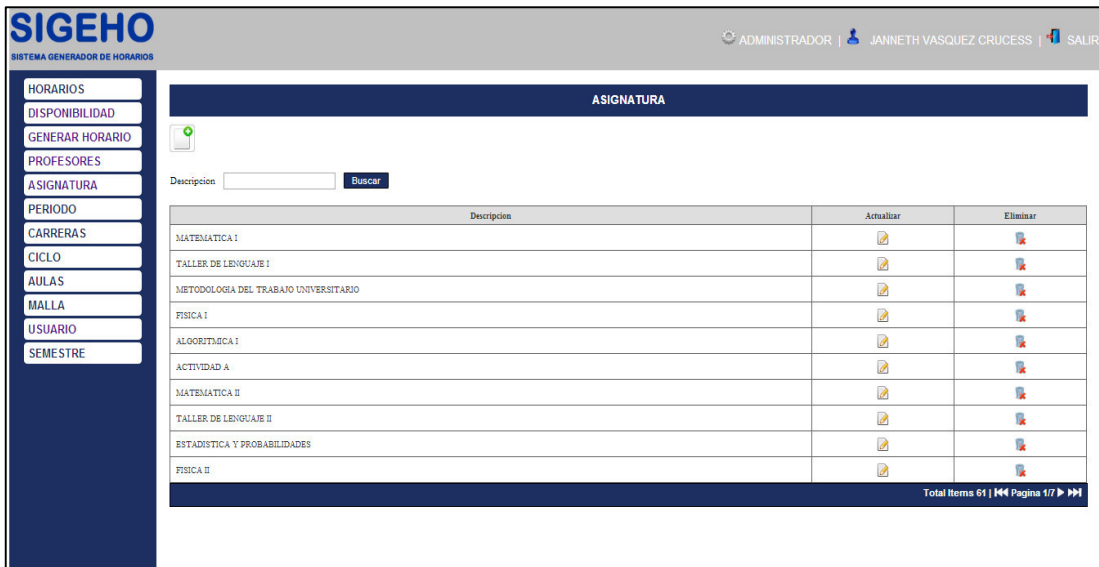 SIGEHO
SISTEMA GENERADOR DE HORARIOS
ADMINISTRADOR | JANNETH VASQUEZ CRUCESS | SALIR
HORARIOS
DISPONIBILIDAD
GENERAR HORARIO
PROFESORES
ASIGNATURA
PERIODO
CARRERAS
CICLO
AULAS
MALLA
USUARIO
SEMESTRE
ASIGNATURA
Descripcion Buscar
Descripcion Actualizar Eliminar
MATEMATICA I
TALLER DE LENGUAJE I
METODOLOGIA DEL TRABAJO UNIVERSITARIO
FISICA I
ALGORITMICA I
ACTIVIDAD A
MATEMATICA II
TALLER DE LENGUAJE II
ESTADISTICA Y PROBABILIDADES
FISICA II
Total Items 61 | Pagina 1/7